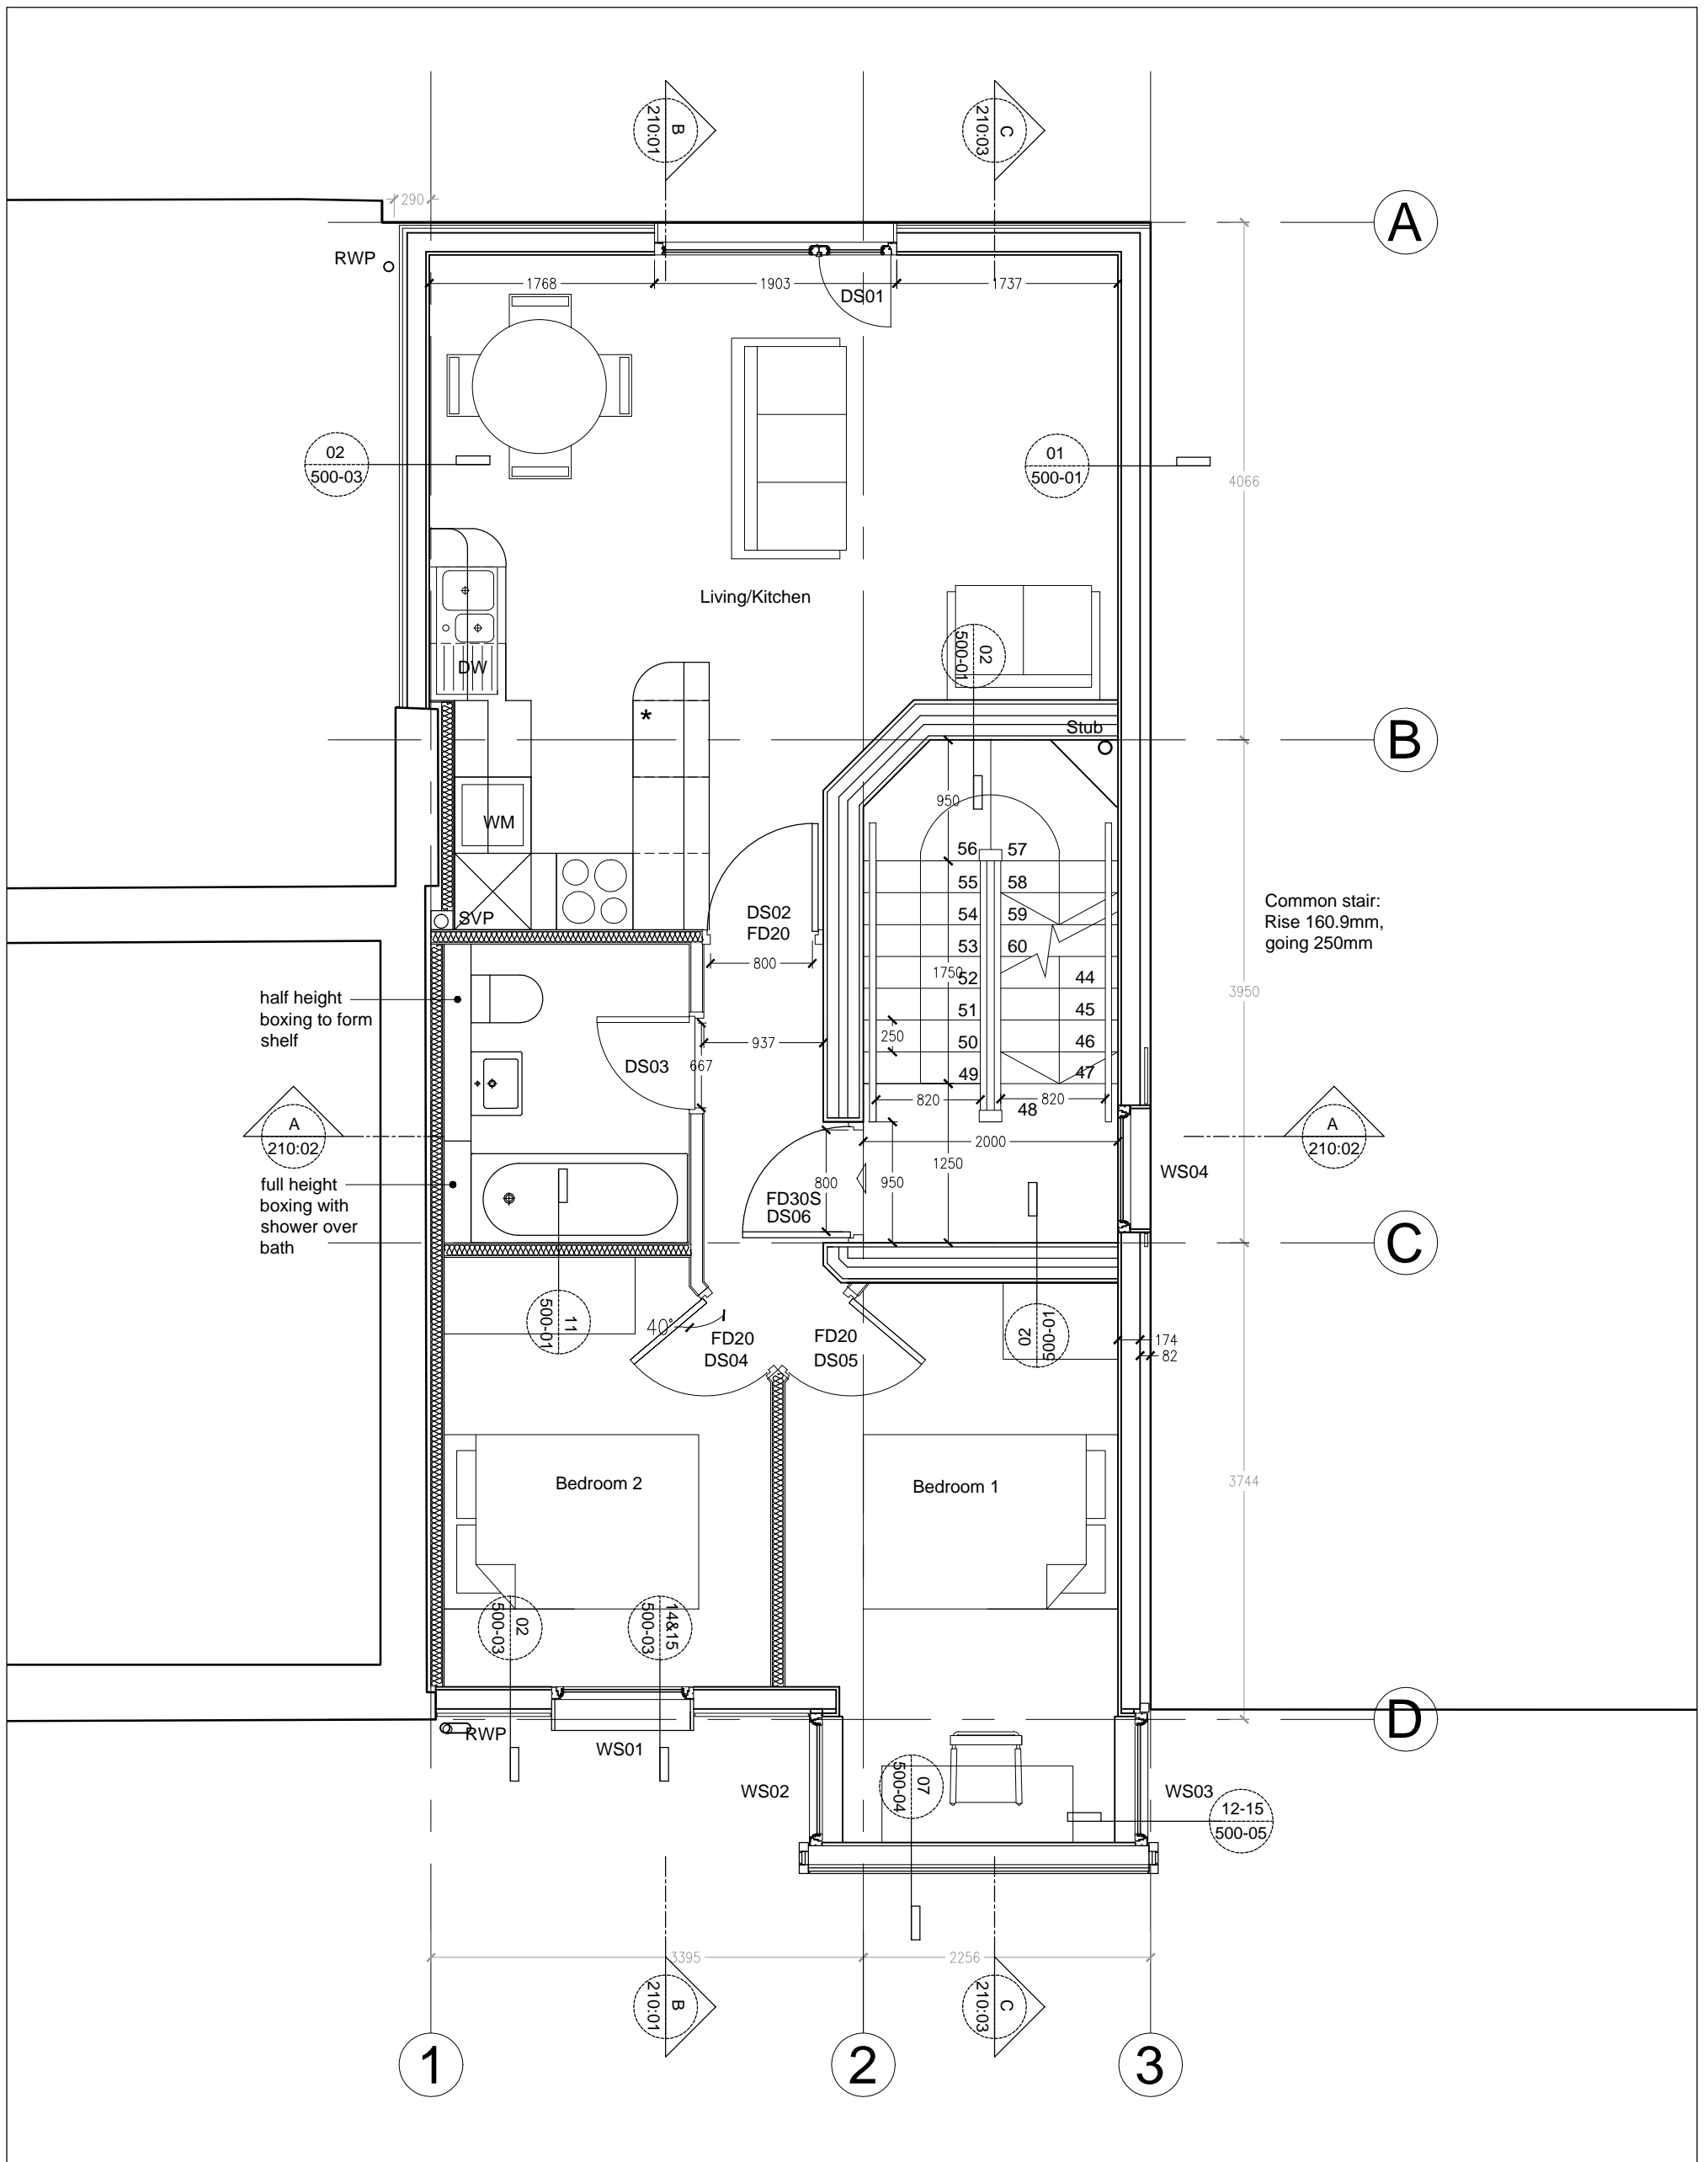 B
210:01
C
210:03
A
290
RWP
1768
1903
1737
DS01
02
500-03
01
500-01
4066
Living/Kitchen
02
500-01
DW
*
Stub
B
950
WM
56
57
55
58
54
59
53
60
1750
52
44
51
45
250
50
46
49
47
820
820
48
Common stair:
Rise 160.9mm,
going 250mm
SVP
DS02
FD20
800
3950
half height
boxing to form
shelf
937
DS03
667
A
210:02
A
210:02
2000
1250
WS04
full height
boxing with
shower over
bath
800
950
FD30S
DS06
C
11
500-01
40°
FD20
DS04
FD20
DS05
02
500-01
174
82
Bedroom 2
Bedroom 1
3744
02
500-03
14&15
500-03
D
RWP
WS01
WS02
07
500-04
WS03
12-15
500-05
3395
2256
B
210:01
C
210:03
1
2
3